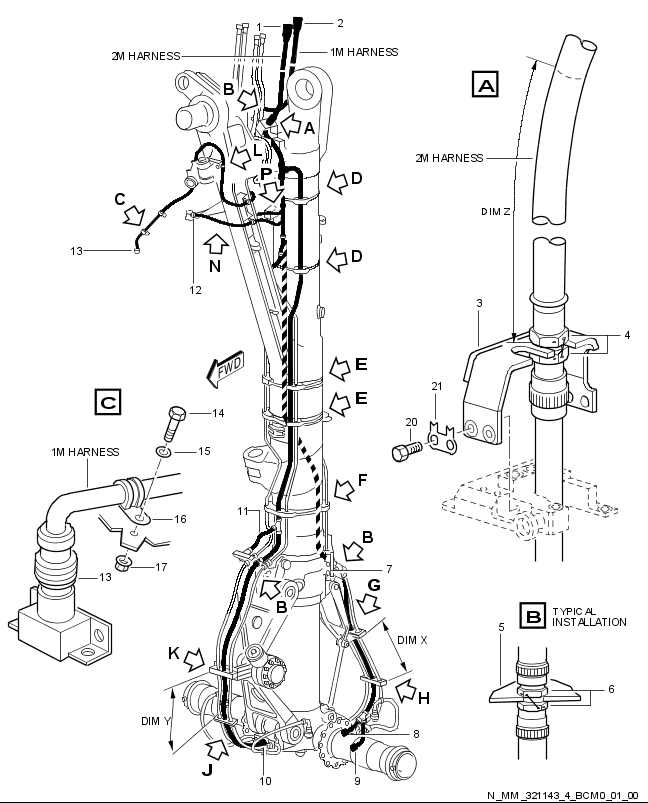 1
2
2M HARNESS
1M HARNESS
B
A
L
P
D
C
13
N
12
D
FWD
E
E
F
11
B
7
G
B
K
DIM X
H
DIM Y
J
8
10
9
A
2M HARNESS
DIM Z
3
4
21
20
C
14
15
1M HARNESS
16
17
13
B
TYPICAL
INSTALLATION
5
6
N_MM_321143_4_BCM0_01_00